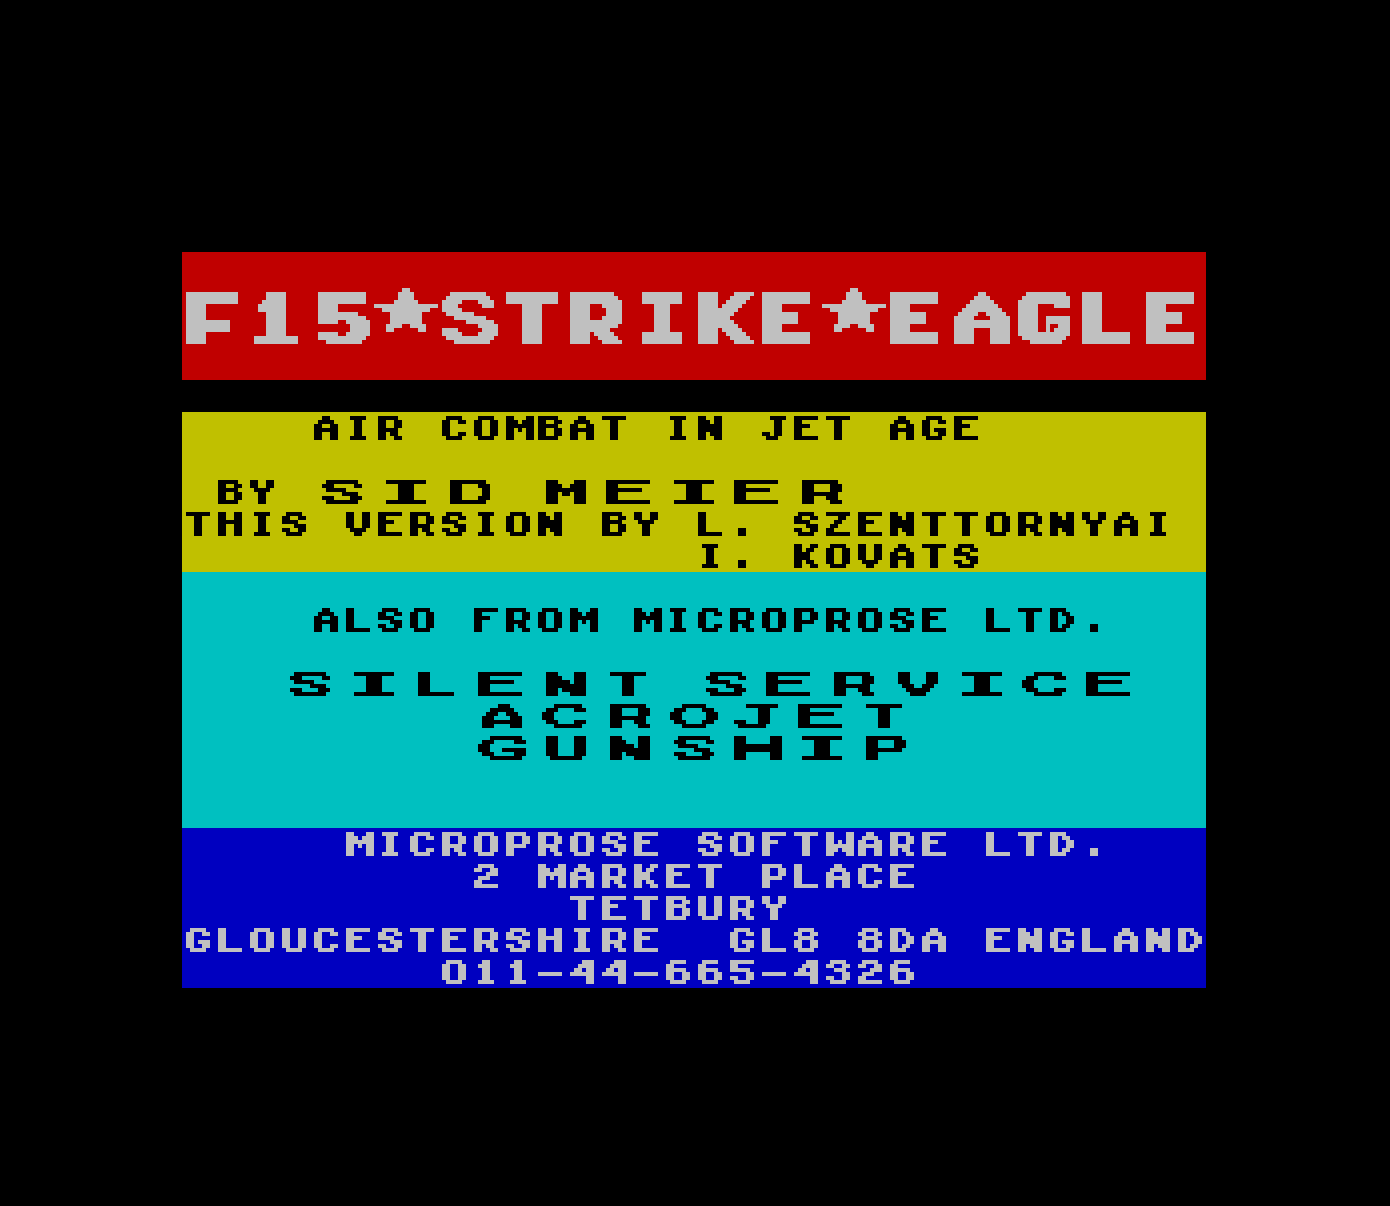 F15★STRIKE★EAGLE
AIR COMBAT IN JET AGE
BY SID MEIER
THIS VERSION BY L. SZENTTORNYAI
I. KOVATS
ALSO FROM MICROPROSE LTD.
SILENT SERVICE
ACROJET
GUNSHIP
MICROPROSE SOFTWARE LTD.
2 MARKET PLACE
TETBURY
GLOUCESTERSHIRE  GL8 8DA ENGLAND
011-44-665-4326